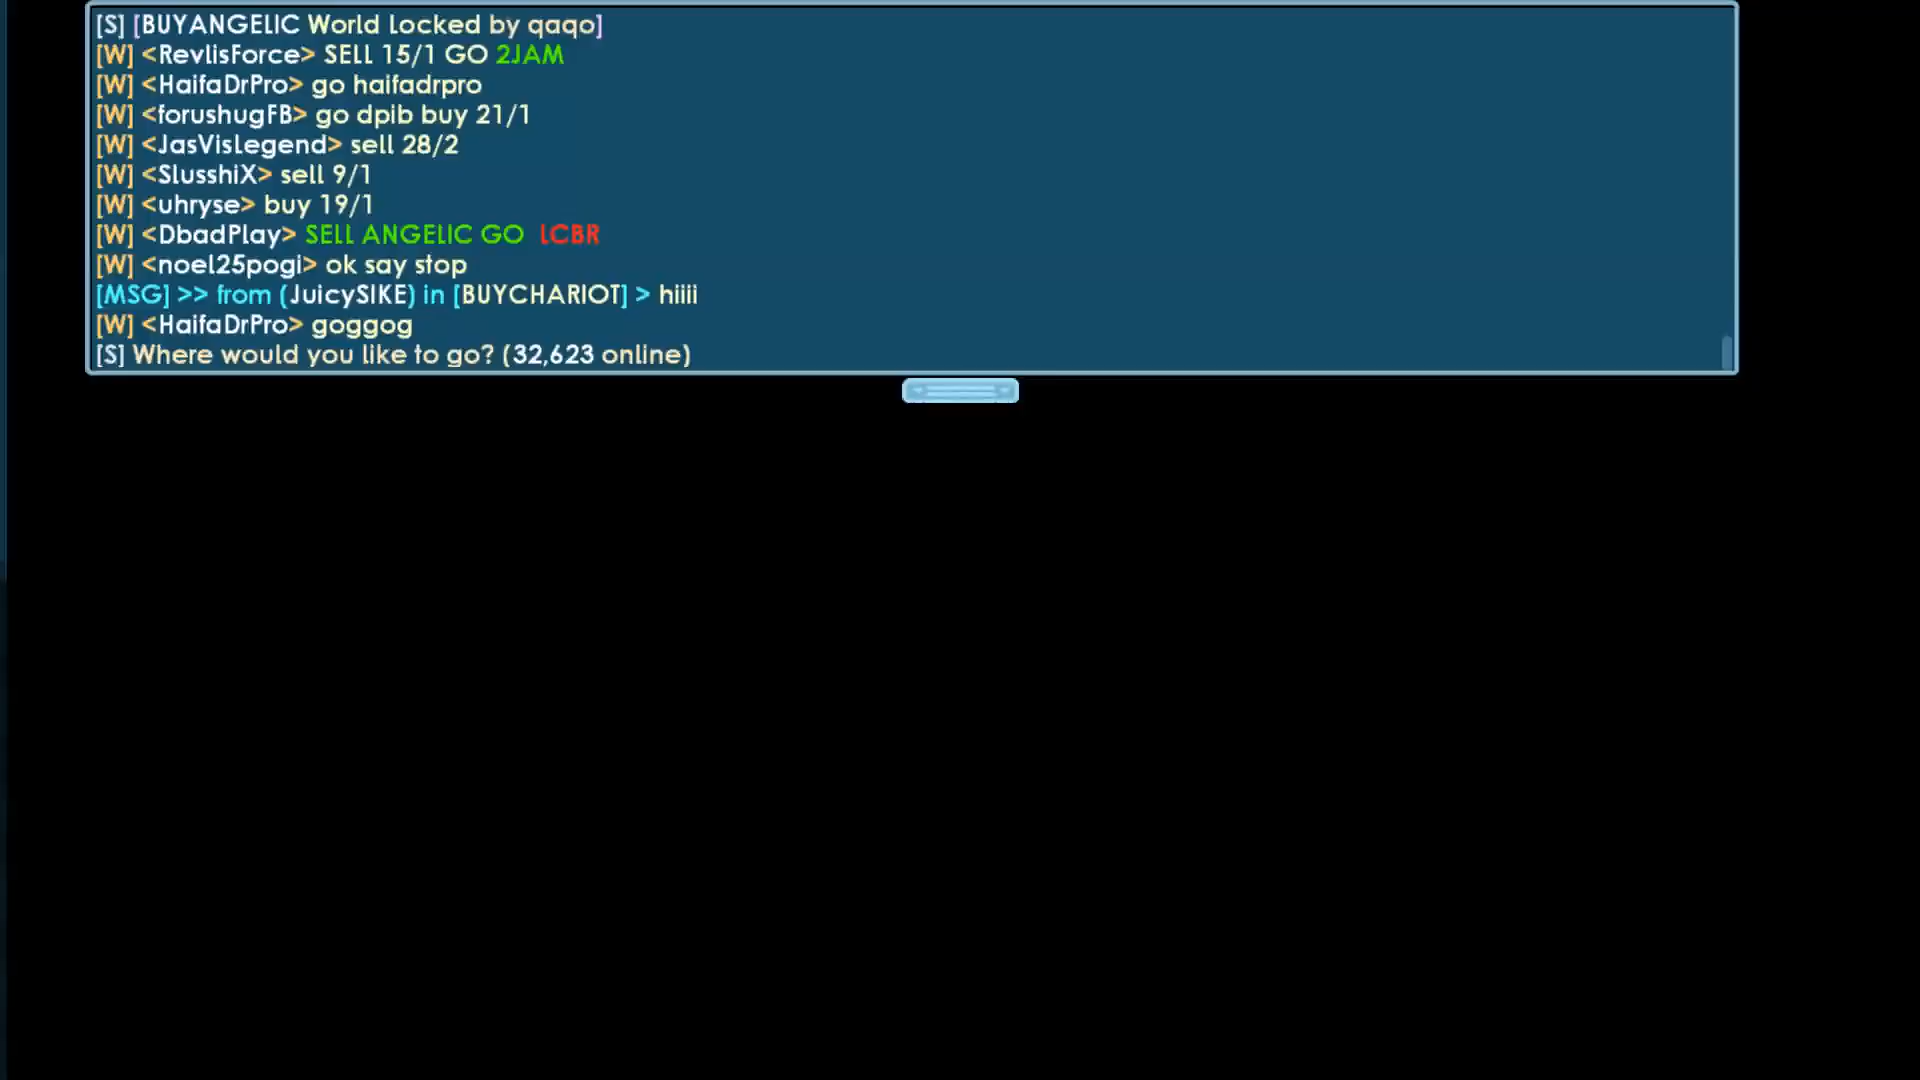 [S] [BUYANGELIC World Locked by qaqo]
[W] <RevlisForce> SELL 15/1 GO 2JAM
[W] <HaifaDrPro> go haifadrpro
[W] <forushugFB> go dpib buy 21/1
[W] <JasVisLegend> sell 28/2
[W] <SlusshiX> sell 9/1
[W] <uhryse> buy 19/1
[W] <DbadPlay> SELL ANGELIC GO LCBR
[W] <noel25pogi> ok say stop
[MSG] >> from (JuicySIKE) in [BUYCHARIOT] > hiiii
[W] <HaifaDrPro> goggog
[S] Where would you like to go? (32,623 online)